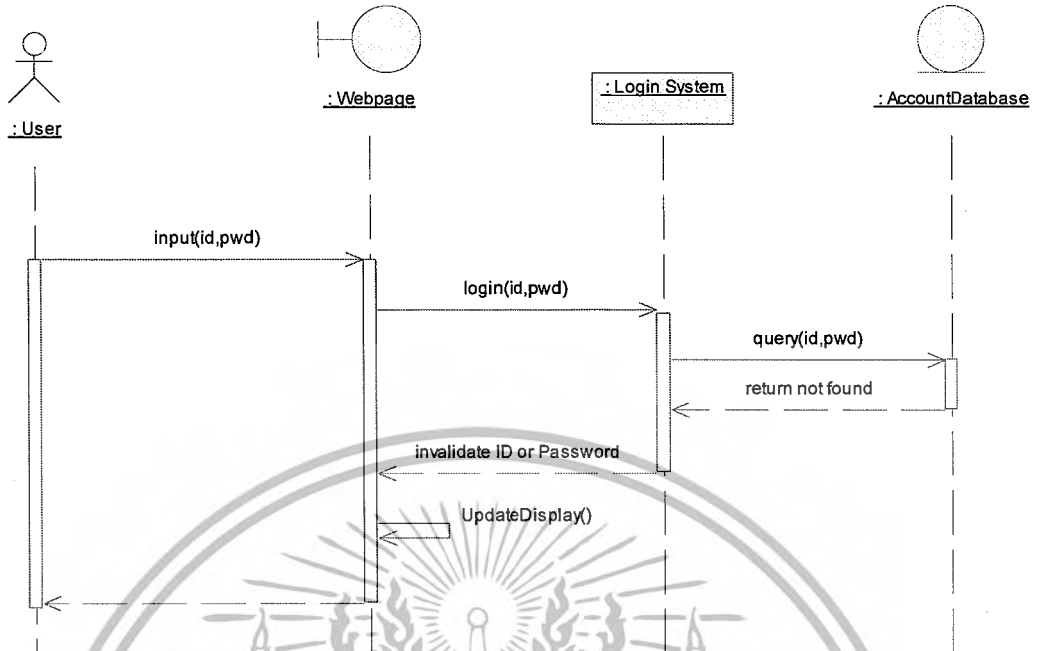 : User
: Webpage
: Login System
: AccountDatabase
input(id,pwd)
login(id,pwd)
query(id,pwd)
return not found
invalidate ID or Password
UpdateDisplay()